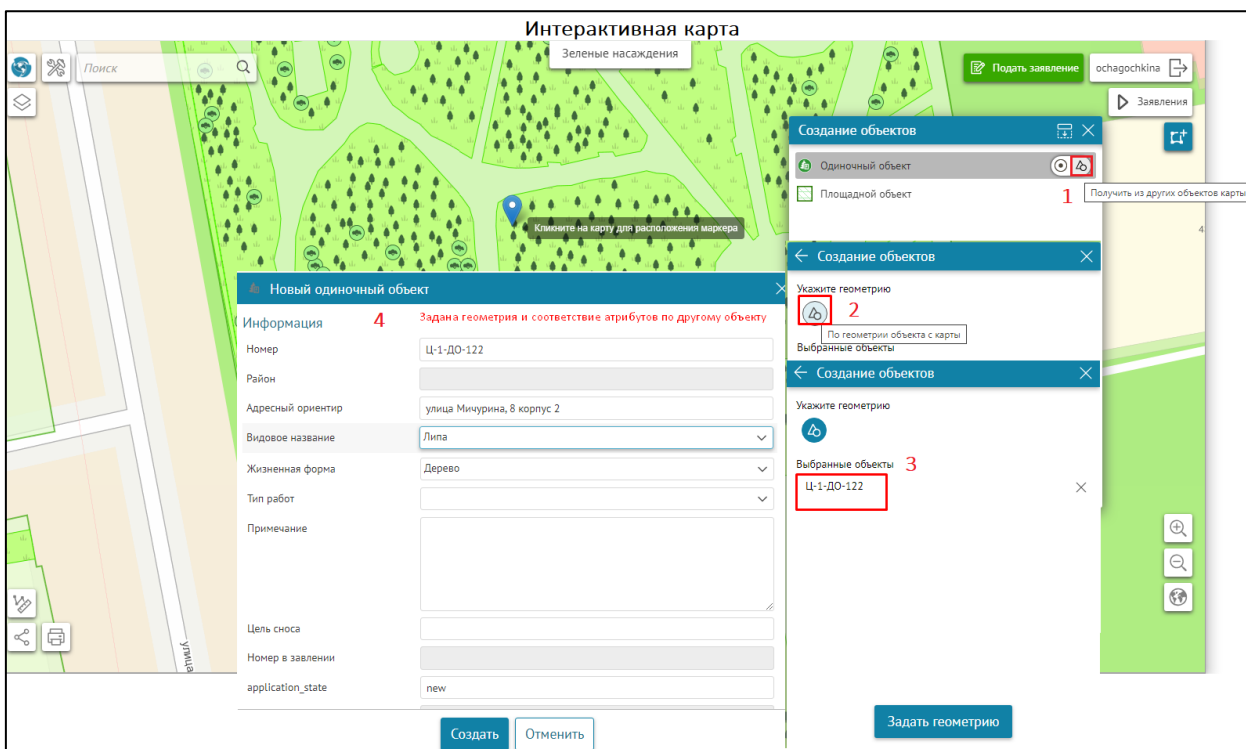 Интерактивная карта
Зеленые насаждения
Поиск
Подать заявление
ochagochkina
Заявления
Создание объектов
Одиночный объект
1
Получить из других объектов карты
Площадной объект
Кликните на карту для расположения маркера
Создание объектов
Укажите геометрию
2
По геометрии объекта с карты
Выбранные объекты
Создание объектов
Укажите геометрию
Выбранные объекты 3
Ц-1-ДО-122
Задать геометрию
Новый одиночный объект
Информация 4 Задана геометрия и соответствие атрибутов по другому объекту
Номер Ц-1-ДО-122
Район
Адресный ориентир улица Мичурина, 8 корпус 2
Видовое название Липа
Жизненная форма Дерево
Тип работ
Примечание
Цель сноса
Номер в завлении
application_state new
Создать Отменить
улица